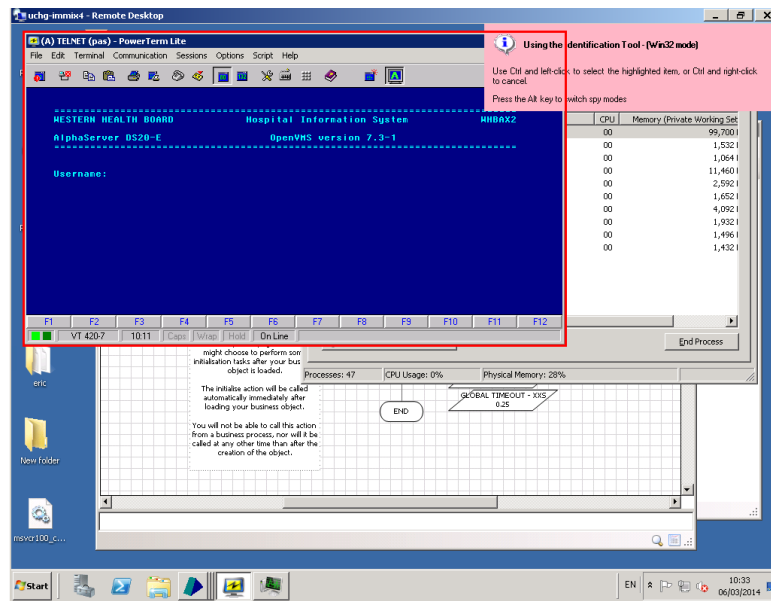 uchg-immix4 - Remote Desktop
(A) TELNET (pas) - PowerTerm Lite
File Edit Terminal Communication Sessions Options Script Help
WESTERN HEALTH BOARD Hospital Information System WHBAX2
AlphaServer DS20-E OpenVMS version 7.3-1
Username:
F1 F2 F3 F4 F5 F6 F7 F8 F9 F10 F11 F12
VT 420-7 10:11 Caps Wrap Hold On Line
Using the Identification Tool - (Win32 mode)
Use Ctrl and left-click to select the highlighted item, or Ctrl and right-click
to cancel.
Press the Alt key to switch spy modes
CPU Memory (Private Working Set
00 99,700
00 1,532
00 1,064
00 11,460
00 2,592
00 1,652
00 4,092
00 1,932
00 1,496
00 1,432
End Process
Processes: 47 CPU Usage: 0% Physical Memory: 28%
might choose to perform som
initialisation tasks after your bus
object is loaded.
The initialise action will be called
automatically immediately after
loading your business object.
You will not be able to call this action
from a business process, nor will it be
called at any other time than after the
creation of the object.
END
GLOBAL TIMEOUT - XXS
0.25
eric
New folder
msvcr100_c...
Start
EN
10:33
06/03/2014